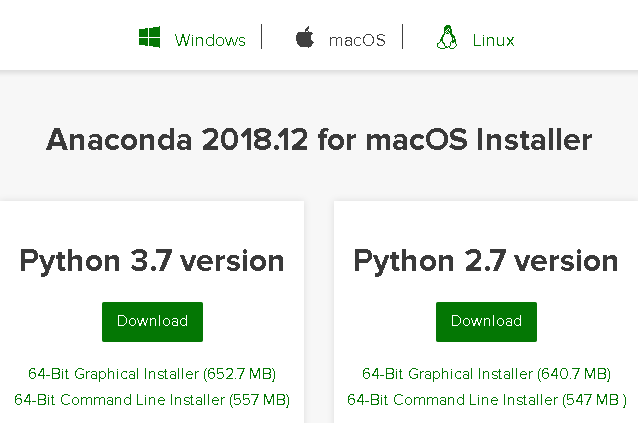 Windows macOS Linux
Anaconda 2018.12 for macOS Installer
Python 3.7 version
Download
64-Bit Graphical Installer (652.7 MB)
64-Bit Command Line Installer (557 MB)
Python 2.7 version
Download
64-Bit Graphical Installer (640.7 MB)
64-Bit Command Line Installer (547 MB )